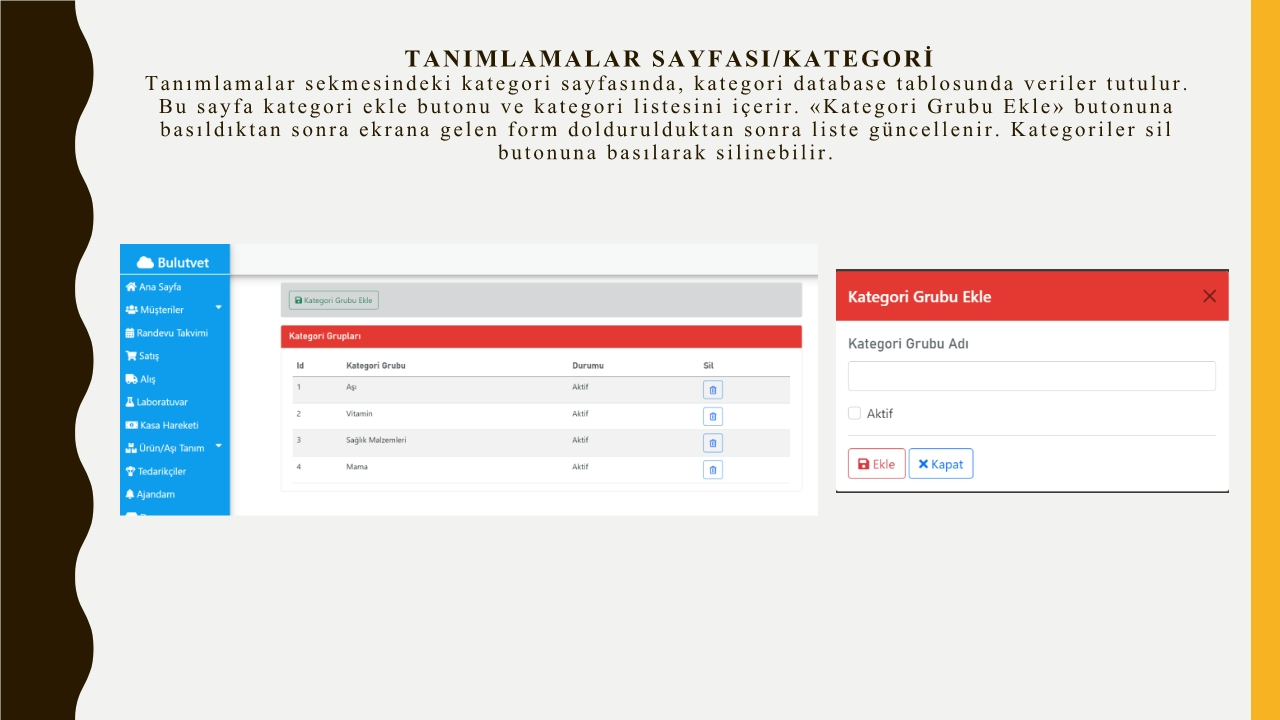 TANIMLAMALAR SAYFASI/KATEGORİ
Tanımlamalar sekmesindeki kategori sayfasında, kategori database tablosunda veriler tutulur.
Bu sayfa kategori ekle butonu ve kategori listesini içerir. «Kategori Grubu Ekle» butonuna
basıldıktan sonra ekrana gelen form doldurulduktan sonra liste güncellenir. Kategoriler sil
butonuna basılarak silinebilir.
Bulutvet
Ana Sayfa
Müşteriler
Randevu Takvimi
Satış
Alış
Laboratuvar
Kasa Hareketi
Ürün/Aşı Tanım
Tedarikçiler
Ajandam
Kategori Grubu Ekle
Kategori Grupları
Id Kategori Grubu Durumu Sil
1 Aşı Aktif
2 Vitamin Aktif
3 Sağlık Malzemleri Aktif
4 Mama Aktif
Kategori Grubu Ekle
Kategori Grubu Adı
Aktif
Ekle Kapat